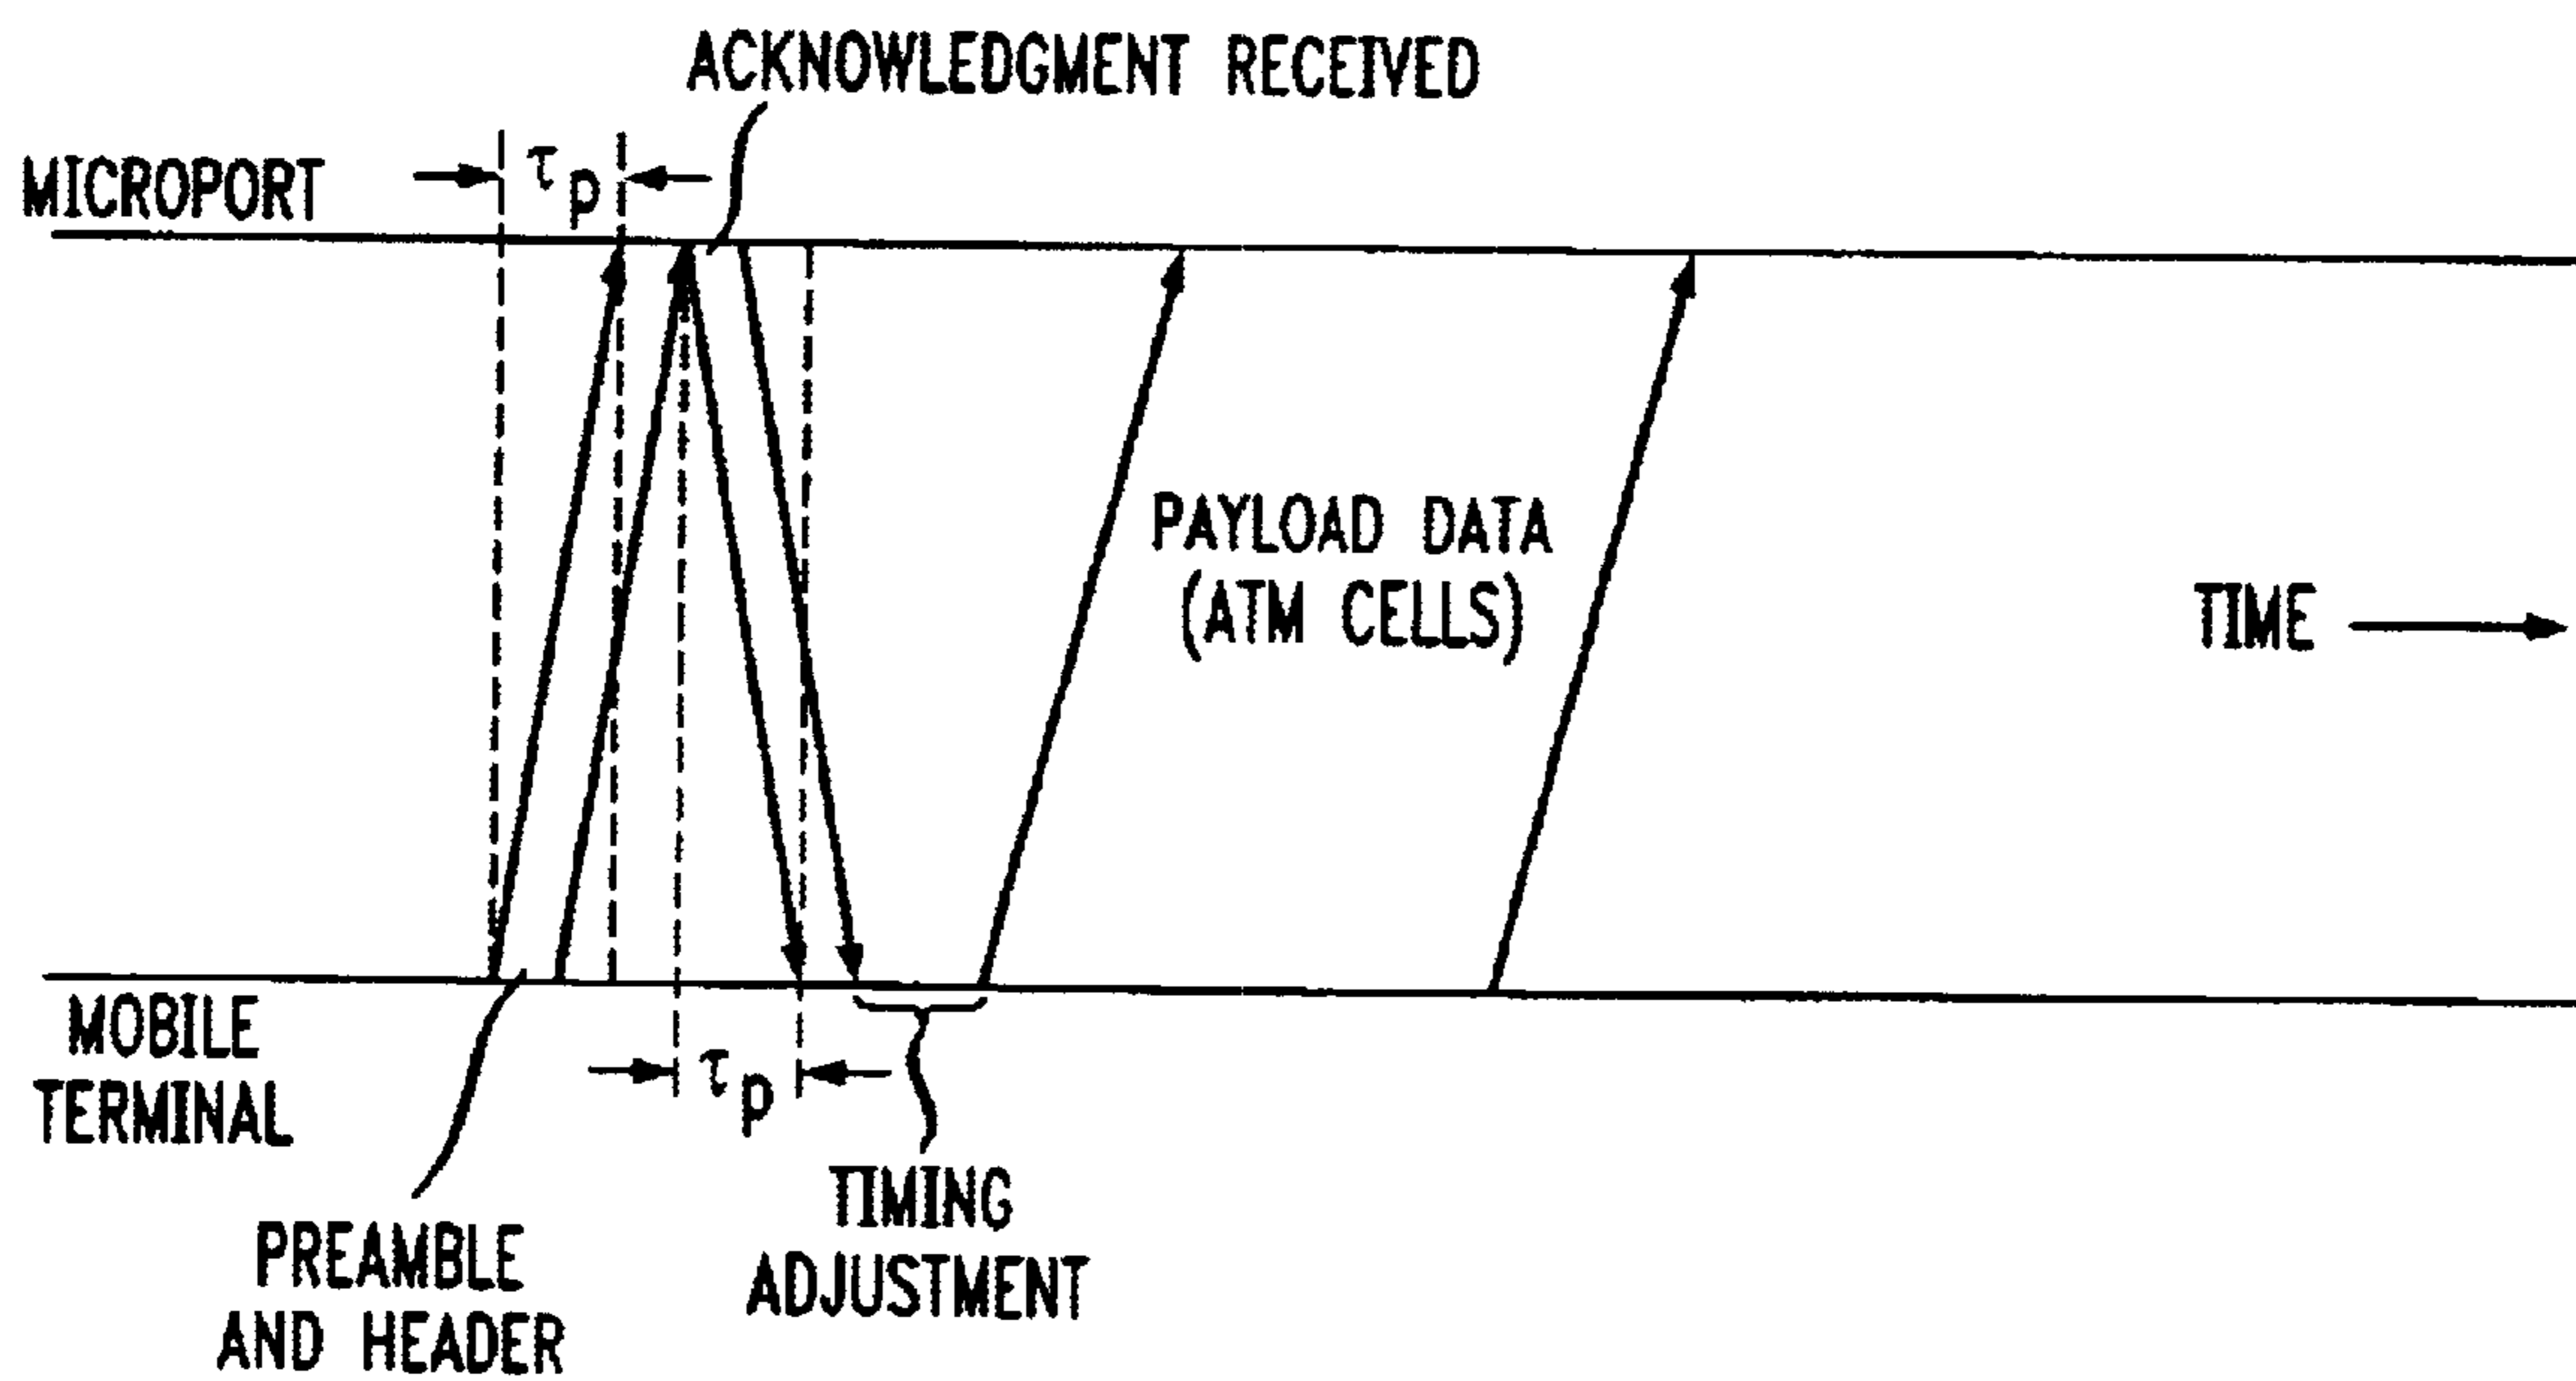 ACKNOWLEDGMENT RECEIVED
MICROPORT
τp
PAYLOAD DATA
(ATM CELLS)
TIME
MOBILE
TERMINAL
τp
TIMING
ADJUSTMENT
PREAMBLE
AND HEADER